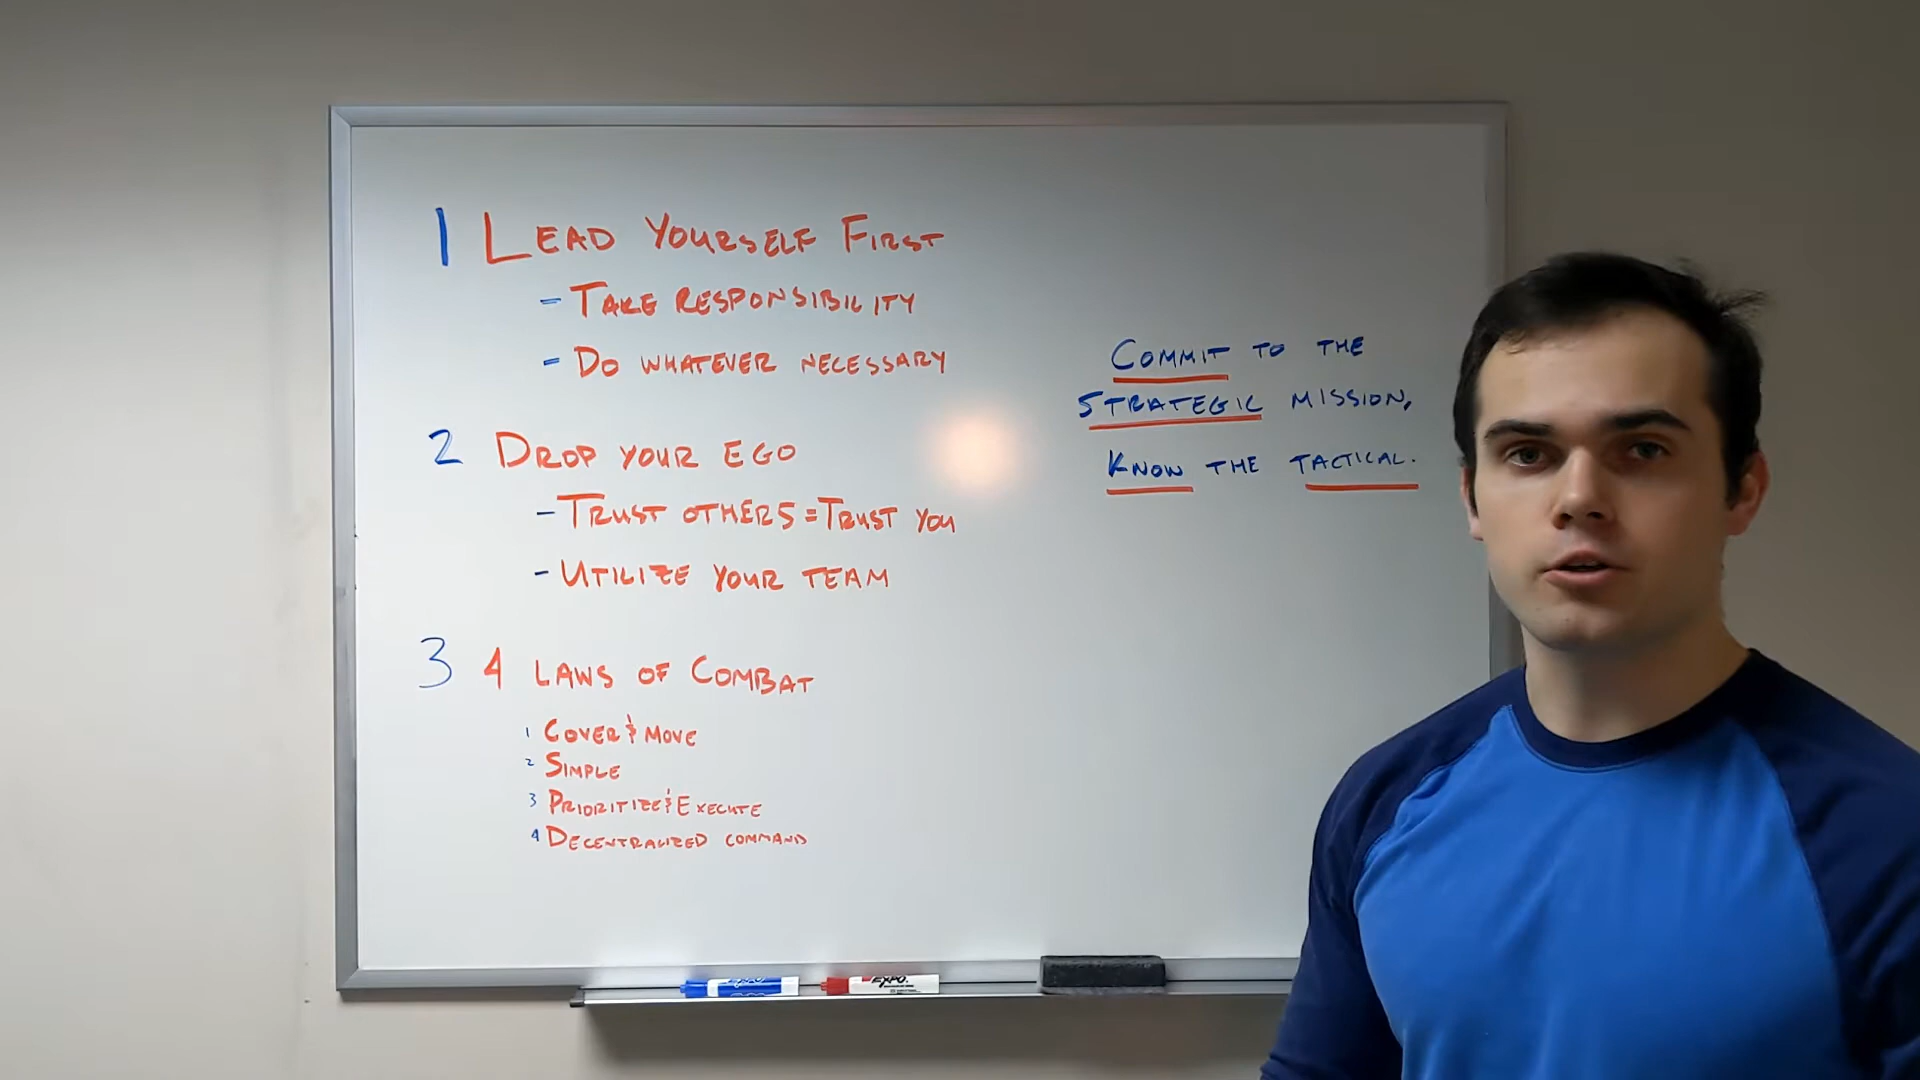 1 LEAD YOURSELF FIRST
- TAKE RESPONSIBILITY
- DO WHATEVER NECESSARY
2 DROP YOUR EGO
- TRUST OTHERS = TRUST YOU
- UTILIZE YOUR TEAM
3 4 LAWS OF COMBAT
1 COVER & MOVE
2 SIMPLE
3 PRIORITIZE & EXECUTE
4 DECENTRALIZED COMMAND
COMMIT TO THE
STRATEGIC MISSION,
KNOW THE TACTICAL.
EXPO
EXPO